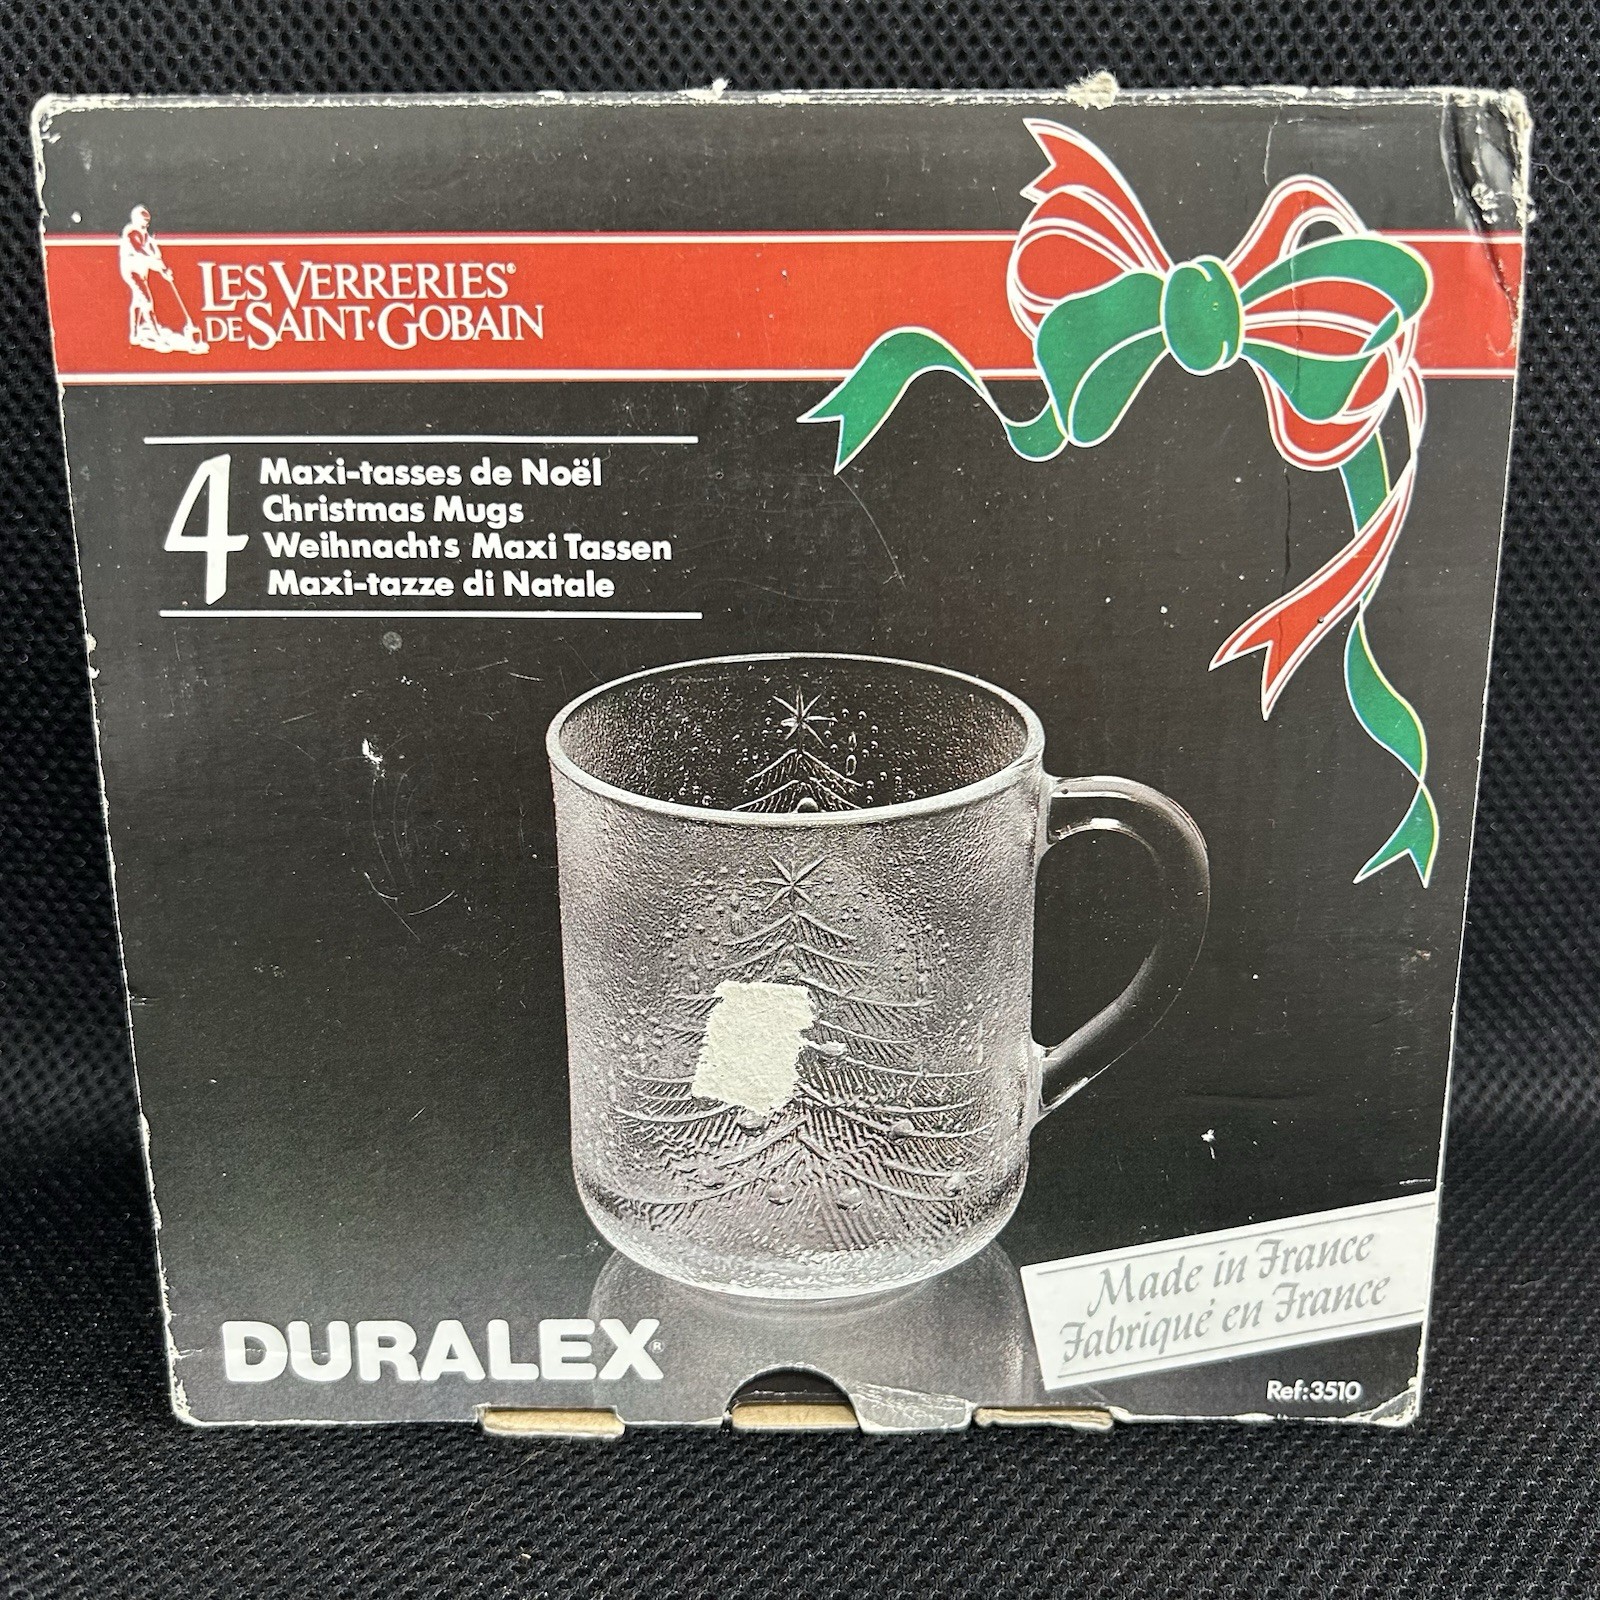 LES VERRERIES®
DE SAINT-GOBAIN
4
Maxi-tasses de Noël
Christmas Mugs
Weihnachts Maxi Tassen
Maxi-tazze di Natale
Made in France
Fabriqué en France
DURALEX®
Ref:3510